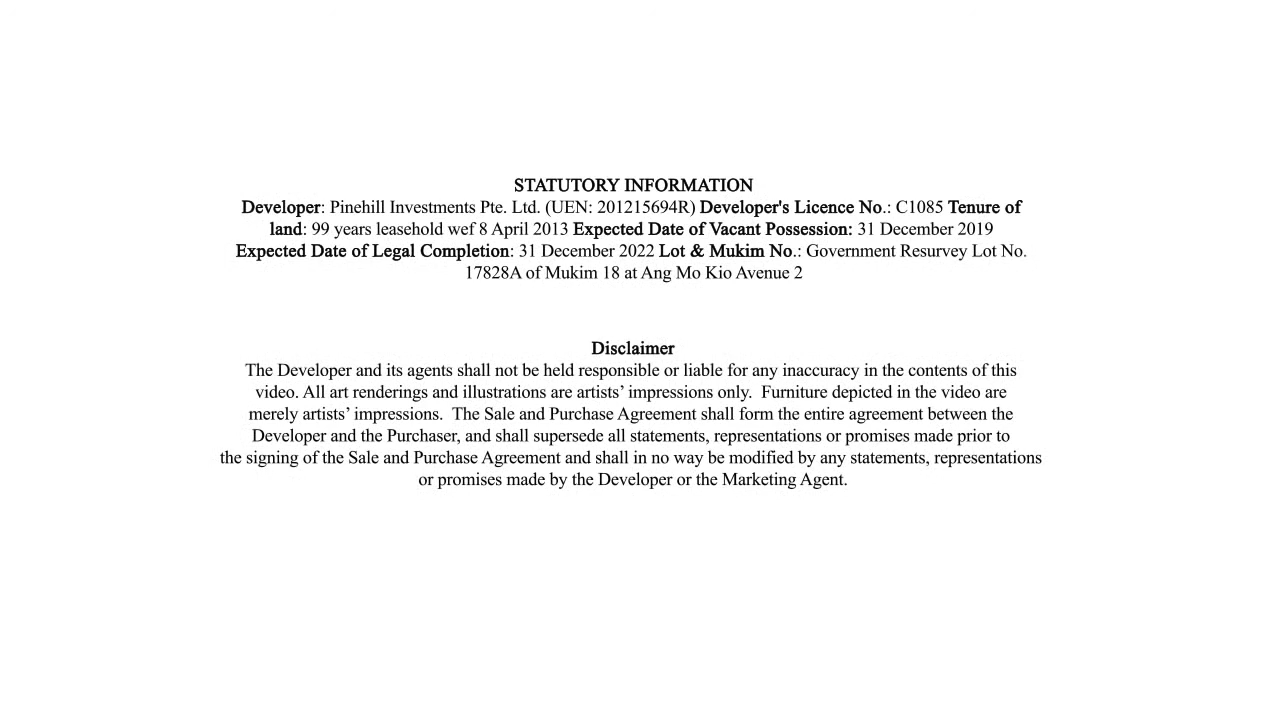 STATUTORY INFORMATION
Developer: Pinehill Investments Pte. Ltd. (UEN: 201215694R) Developer's Licence No.: C1085 Tenure of
land: 99 years leasehold wef 8 April 2013 Expected Date of Vacant Possession: 31 December 2019
Expected Date of Legal Completion: 31 December 2022 Lot & Mukim No.: Government Resurvey Lot No.
17828A of Mukim 18 at Ang Mo Kio Avenue 2
Disclaimer
The Developer and its agents shall not be held responsible or liable for any inaccuracy in the contents of this
video. All art renderings and illustrations are artists’ impressions only.  Furniture depicted in the video are
merely artists’ impressions.  The Sale and Purchase Agreement shall form the entire agreement between the
Developer and the Purchaser, and shall supersede all statements, representations or promises made prior to
the signing of the Sale and Purchase Agreement and shall in no way be modified by any statements, representations
or promises made by the Developer or the Marketing Agent.